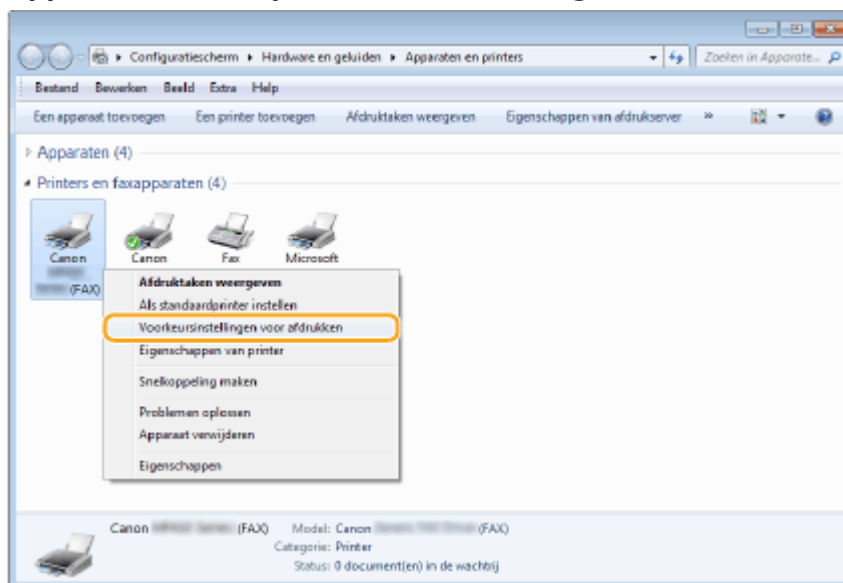 Configuratiescherm ▸ Hardware en geluiden ▸ Apparaten en printers
Zoeken in Apparate...
Bestand Bewerken Beeld Extra Help
Een apparaat toevoegen Een printer toevoegen Afdruktaken weergeven Eigenschappen van afdrukserver »
Apparaten (4)
Printers en faxapparaten (4)
Canon Canon Fax Microsoft
(FAX)
Afdruktaken weergeven
Als standaardprinter instellen
Voorkeursinstellingen voor afdrukken
Eigenschappen van printer
Snelkoppeling maken
Problemen oplossen
Apparaat verwijderen
Eigenschappen
Canon (FAX) Model: Canon (FAX)
Categorie: Printer
Status: 0 document(en) in de wachtrij